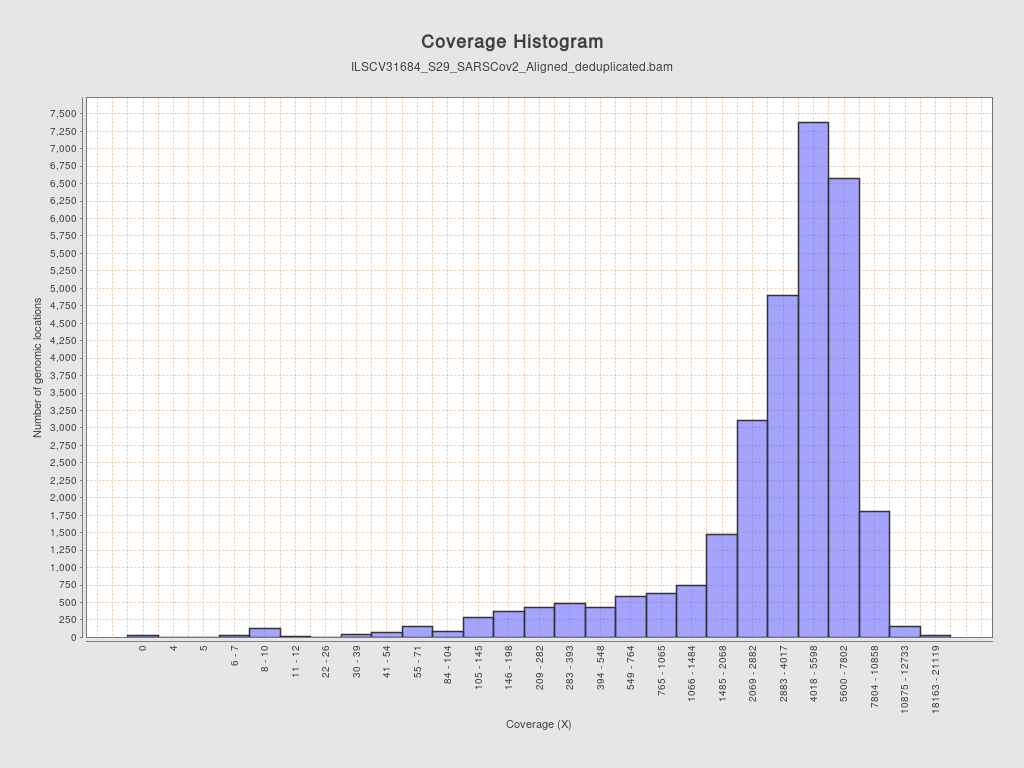 Coverage Histogram
ILSCV31684_S29_SARSCov2_Aligned_deduplicated.bam
Number of genomic locations
7,500
7,250
7,000
6,750
6,500
6,250
6,000
5,750
5,500
5,250
5,000
4,750
4,500
4,250
4,000
3,750
3,500
3,250
3,000
2,750
2,500
2,250
2,000
1,750
1,500
1,250
1,000
750
500
250
0
0
4
5
6 - 7
8 - 10
11 - 12
22 - 26
30 - 39
41 - 54
55 - 71
84 - 104
105 - 145
146 - 198
209 - 282
283 - 393
394 - 548
549 - 764
765 - 1065
1066 - 1484
1485 - 2068
2069 - 2882
2883 - 4017
4018 - 5598
5600 - 7802
7804 - 10858
10875 - 12733
18163 - 21119
Coverage (X)